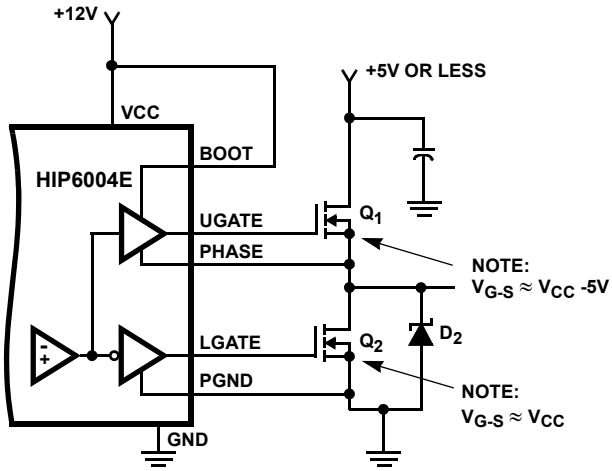 +12V
+5V OR LESS
VCC
BOOT
HIP6004E
UGATE
Q1
PHASE
NOTE:
VG-S ≈ VCC -5V
- +
LGATE
Q2
D2
PGND
NOTE:
VG-S ≈ VCC
GND